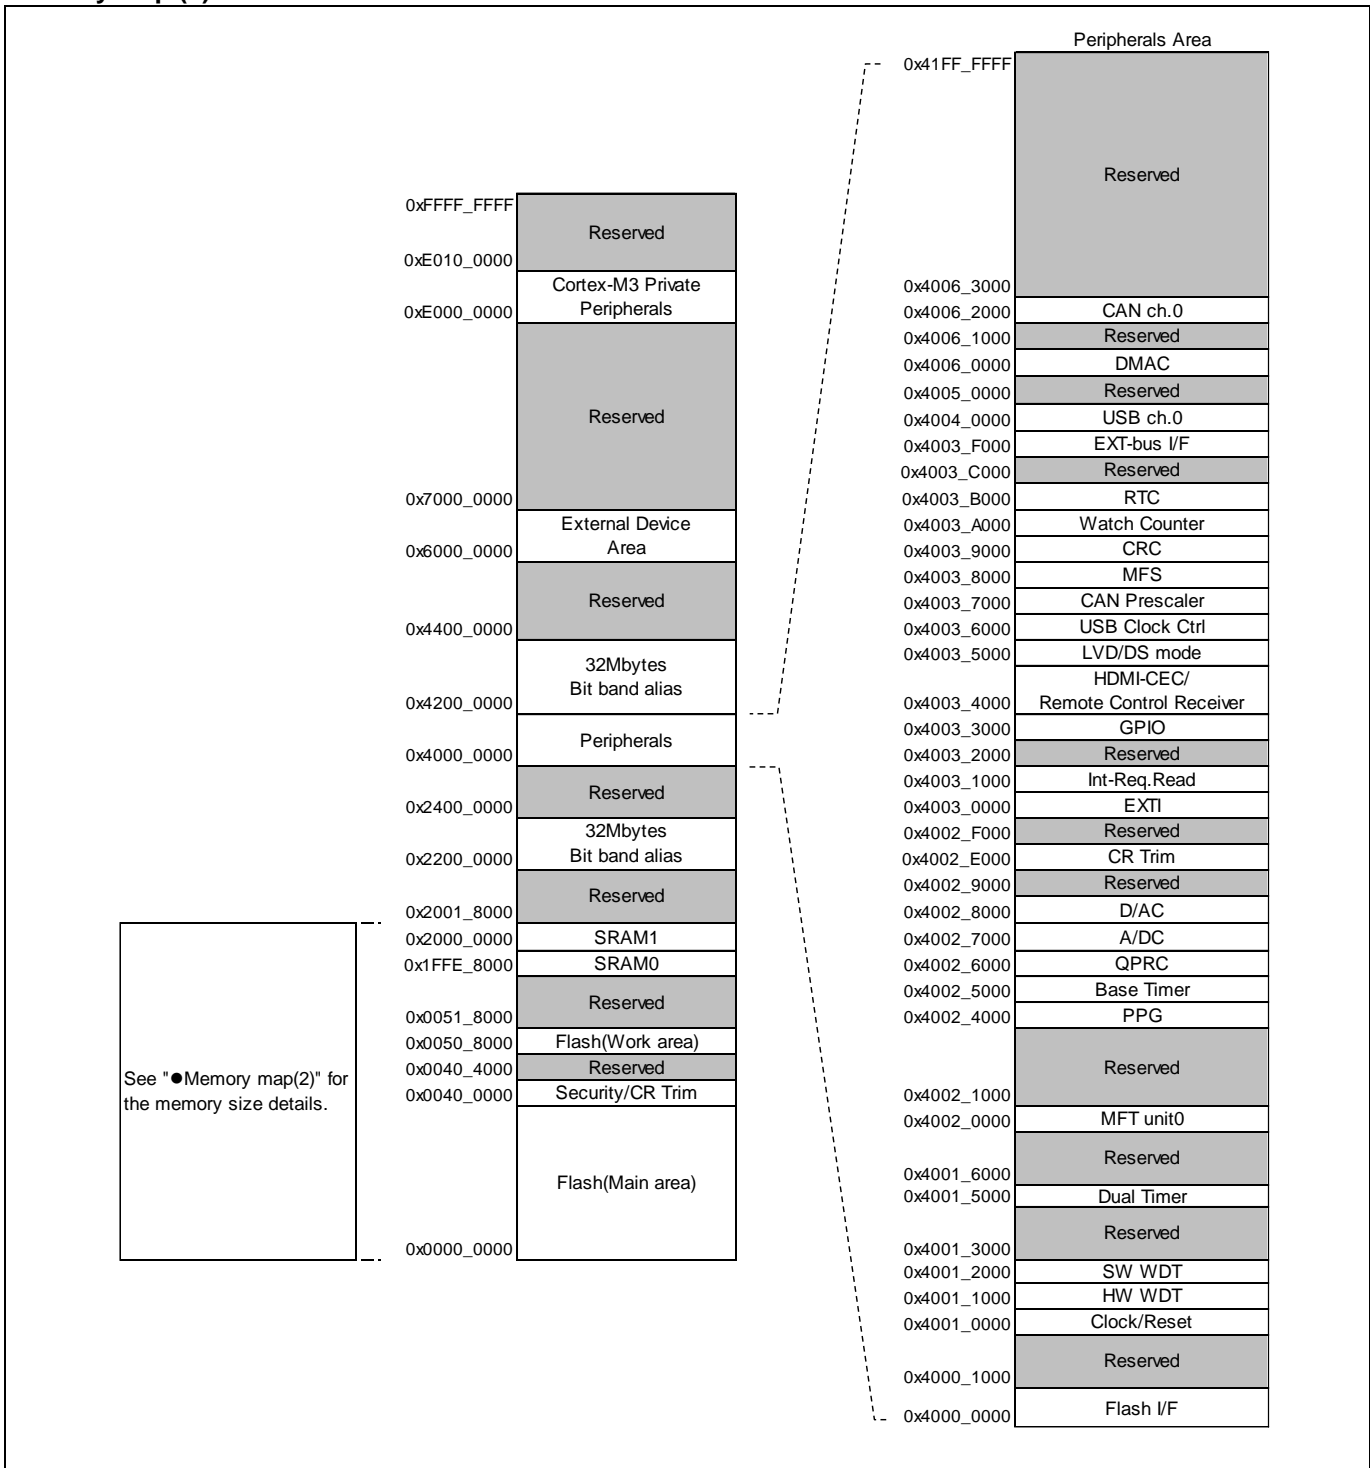 Peripherals Area
0x41FF_FFFF
Reserved
0x4006_3000
0x4006_2000 CAN ch.0
0x4006_1000 Reserved
0x4006_0000 DMAC
0x4005_0000 Reserved
0x4004_0000 USB ch.0
0x4003_F000 EXT-bus I/F
0x4003_C000 Reserved
0x4003_B000 RTC
0x4003_A000 Watch Counter
0x4003_9000 CRC
0x4003_8000 MFS
0x4003_7000 CAN Prescaler
0x4003_6000 USB Clock Ctrl
0x4003_5000 LVD/DS mode
HDMI-CEC/
0x4003_4000 Remote Control Receiver
0x4003_3000 GPIO
0x4003_2000 Reserved
0x4003_1000 Int-Req.Read
0x4003_0000 EXTI
0x4002_F000 Reserved
0x4002_E000 CR Trim
0x4002_9000 Reserved
0x4002_8000 D/AC
0x4002_7000 A/DC
0x4002_6000 QPRC
0x4002_5000 Base Timer
0x4002_4000 PPG
Reserved
0x4002_1000
0x4002_0000 MFT unit0
Reserved
0x4001_6000
0x4001_5000 Dual Timer
Reserved
0x4001_3000
0x4001_2000 SW WDT
0x4001_1000 HW WDT
0x4001_0000 Clock/Reset
Reserved
0x4000_1000
0x4000_0000 Flash I/F
0xFFFF_FFFF
Reserved
0xE010_0000
Cortex-M3 Private
0xE000_0000 Peripherals
Reserved
0x7000_0000
External Device
0x6000_0000 Area
Reserved
0x4400_0000
32Mbytes
Bit band alias
0x4200_0000
Peripherals
0x4000_0000
Reserved
0x2400_0000
32Mbytes
0x2200_0000 Bit band alias
Reserved
0x2001_8000
0x2000_0000 SRAM1
0x1FFE_8000 SRAM0
Reserved
0x0051_8000
0x0050_8000 Flash(Work area)
0x0040_4000 Reserved
0x0040_0000 Security/CR Trim
Flash(Main area)
0x0000_0000
See "●Memory map(2)" for
the memory size details.